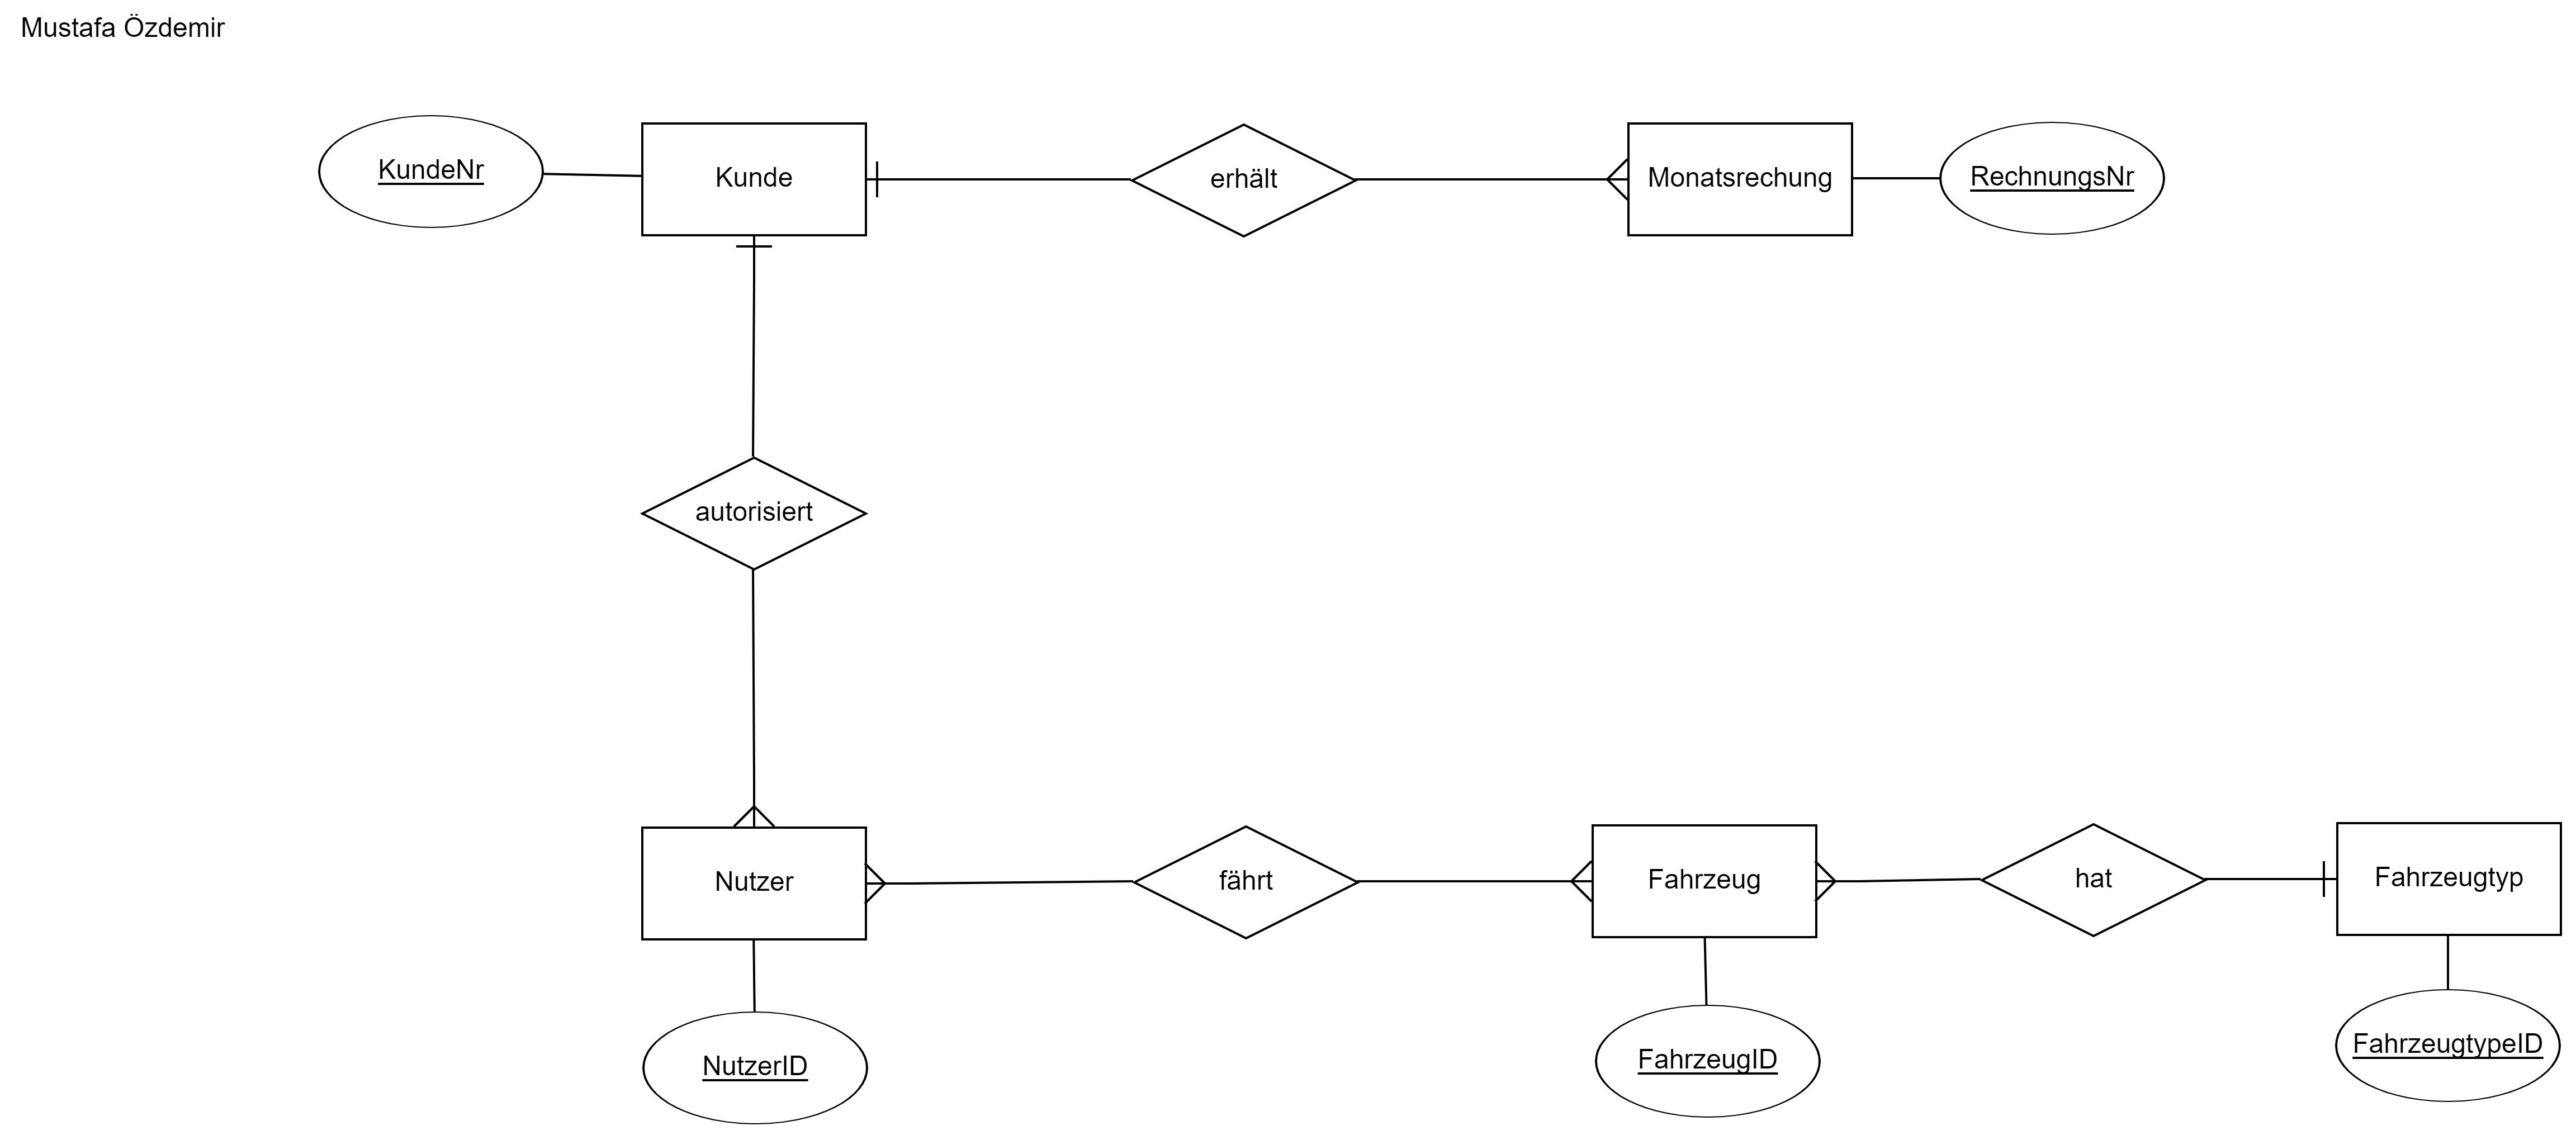 Mustafa Özdemir
KundeNr
Kunde
erhält
Monatsrechung
RechnungsNr
autorisiert
Nutzer
fährt
Fahrzeug
hat
Fahrzeugtyp
NutzerID
FahrzeugID
FahrzeugtypeID